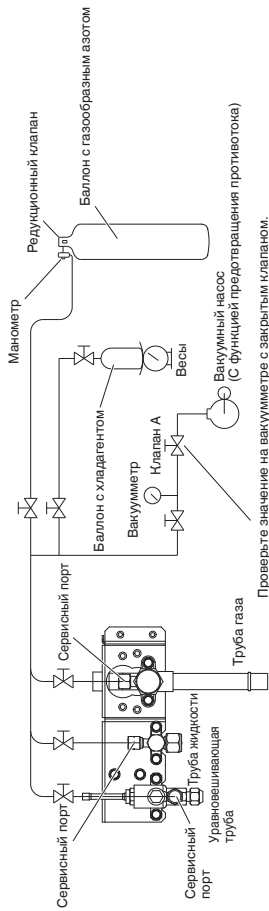 Манометр
Редукционный клапан
Баллон с газообразным азотом
Баллон с хладагентом
Весы
Вакуумметр
Клапан A
Вакуумный насос
(С функцией предотвращения противотока)
Проверьте значение на вакуумметре с закрытым клапаном.
Сервисный порт
Сервисный порт
Труба газа
Труба жидкости
Уравновешивающая
труба
Сервисный
порт